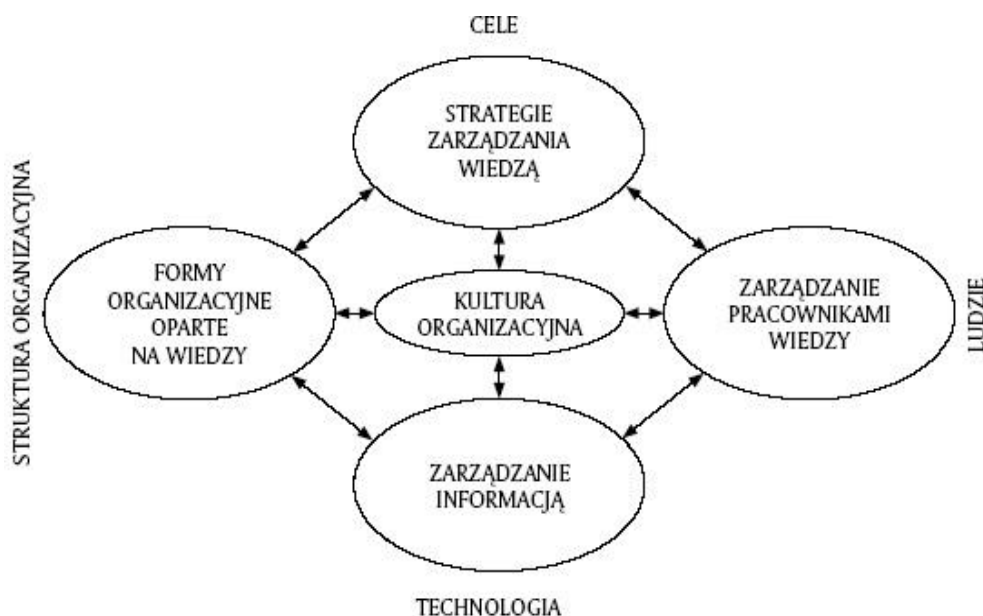 CELE
STRATEGIE
ZARZĄDZANIA
WIEDZĄ
STRUKTURA ORGANIZACYJNA
FORMY
ORGANIZACYJNE
OPARTE
NA WIEDZY
KULTURA
ORGANIZACYJNA
ZARZĄDZANIE
PRACOWNIKAMI
WIEDZY
LUDZIE
ZARZĄDZANIE
INFORMACJĄ
TECHNOLOGIA